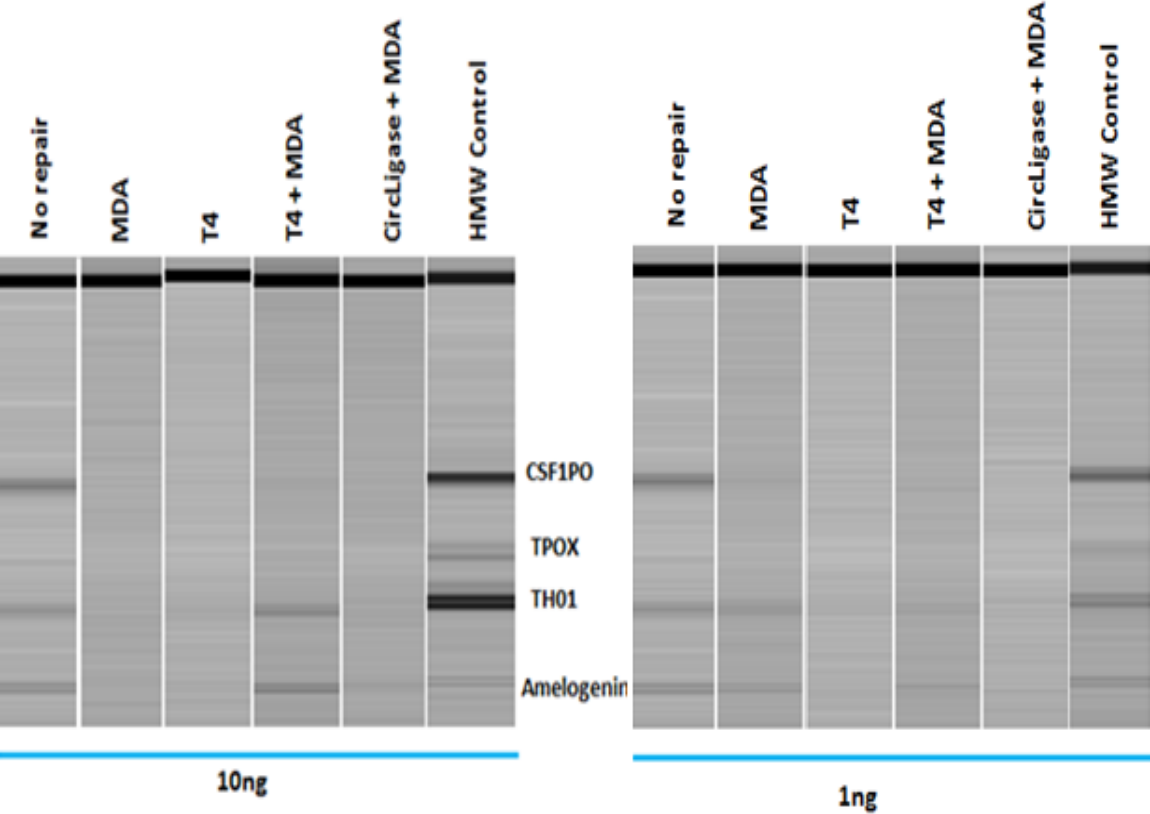 No repair
MDA
T4
T4 + MDA
CircLigase + MDA
HMW Control
No repair
MDA
T4
T4 + MDA
CircLigase + MDA
HMW Control
CSF1PO
TPOX
TH01
Amelogenin
10ng
1ng